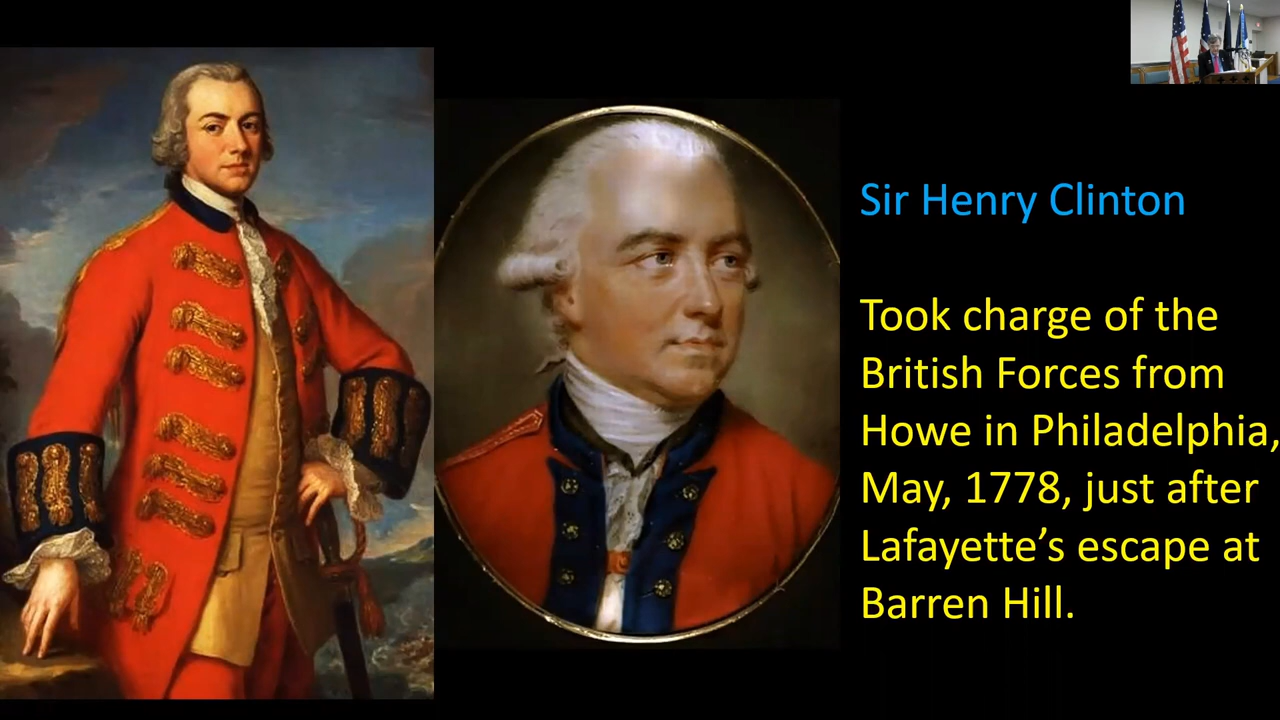 Sir Henry Clinton
Took charge of the
British Forces from
Howe in Philadelphia,
May, 1778, just after
Lafayette’s escape at
Barren Hill.